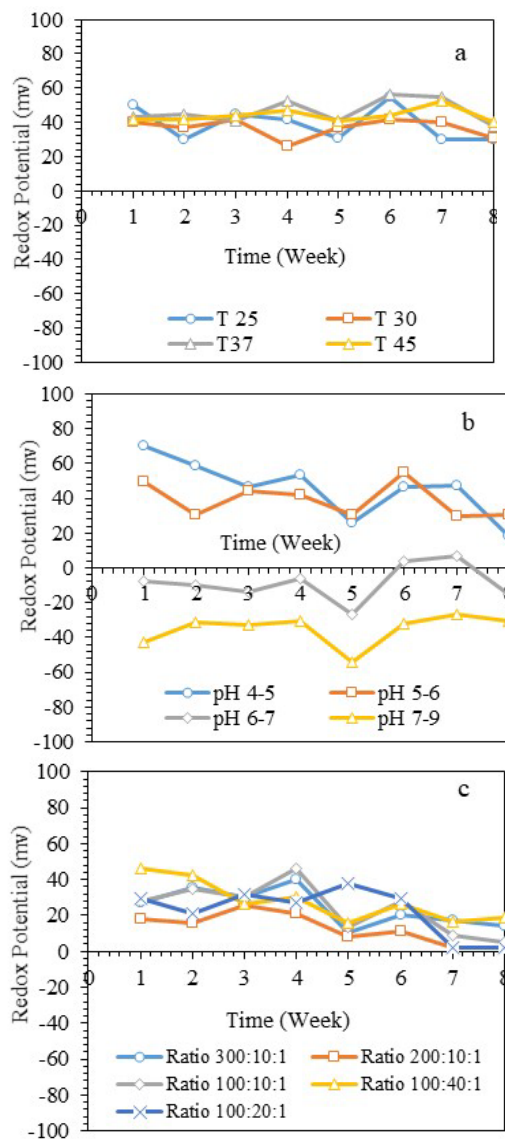 a
100
80
60
40
20
0
-20
-40
-60
-80
-100
Redox Potential (mv)
0 1 2 3 4 5 6 7 8
Time (Week)
T 25 T 30
T37 T 45
b
100
80
60
40
20
0
-20
-40
-60
-80
-100
Redox Potential (mv)
Time (Week)
0 1 2 3 4 5 6 7 8
pH 4-5 pH 5-6
pH 6-7 pH 7-9
c
100
80
60
40
20
0
-20
-40
-60
-80
-100
Redox Potential (mv)
0 1 2 3 4 5 6 7 8
Time (Week)
Ratio 300:10:1 Ratio 200:10:1
Ratio 100:10:1 Ratio 100:40:1
Ratio 100:20:1